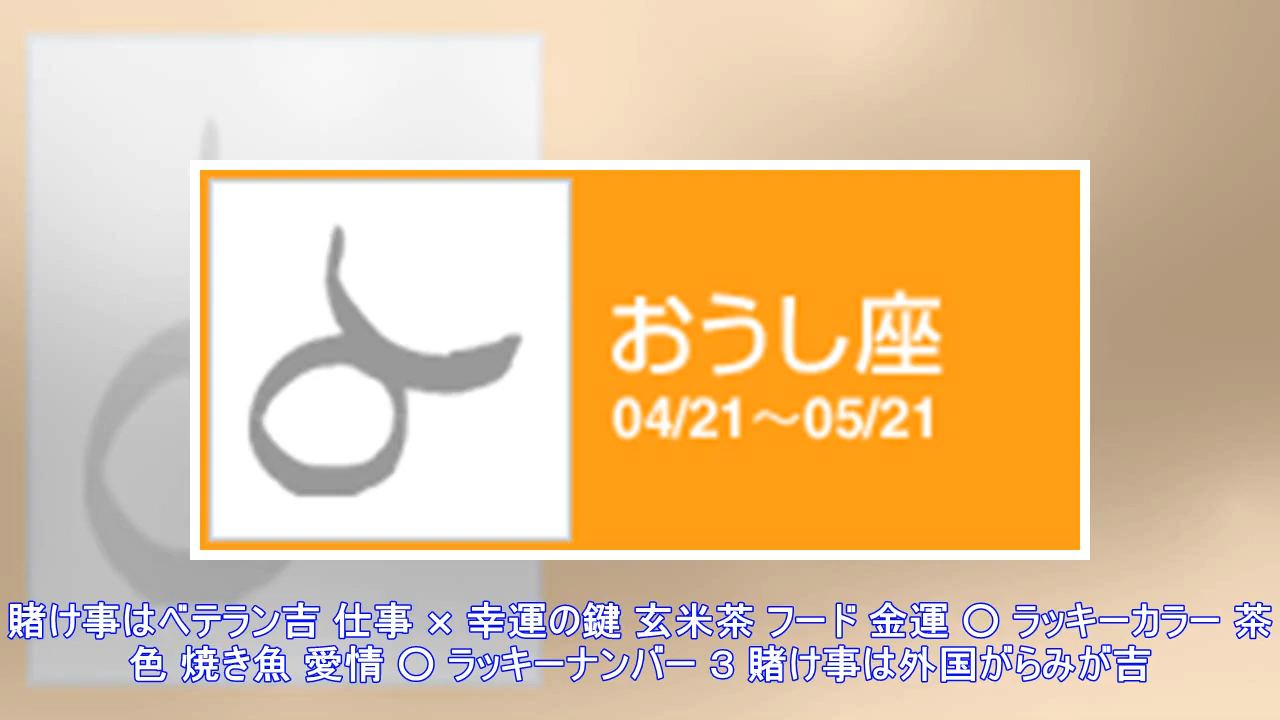 おうし座
04/21～05/21
賭け事はベテラン吉 仕事 × 幸運の鍵 玄米茶 フード 金運 〇 ラッキーカラー 茶
色 焼き魚 愛情 〇 ラッキーナンバー 3 賭け事は外国がらみが吉